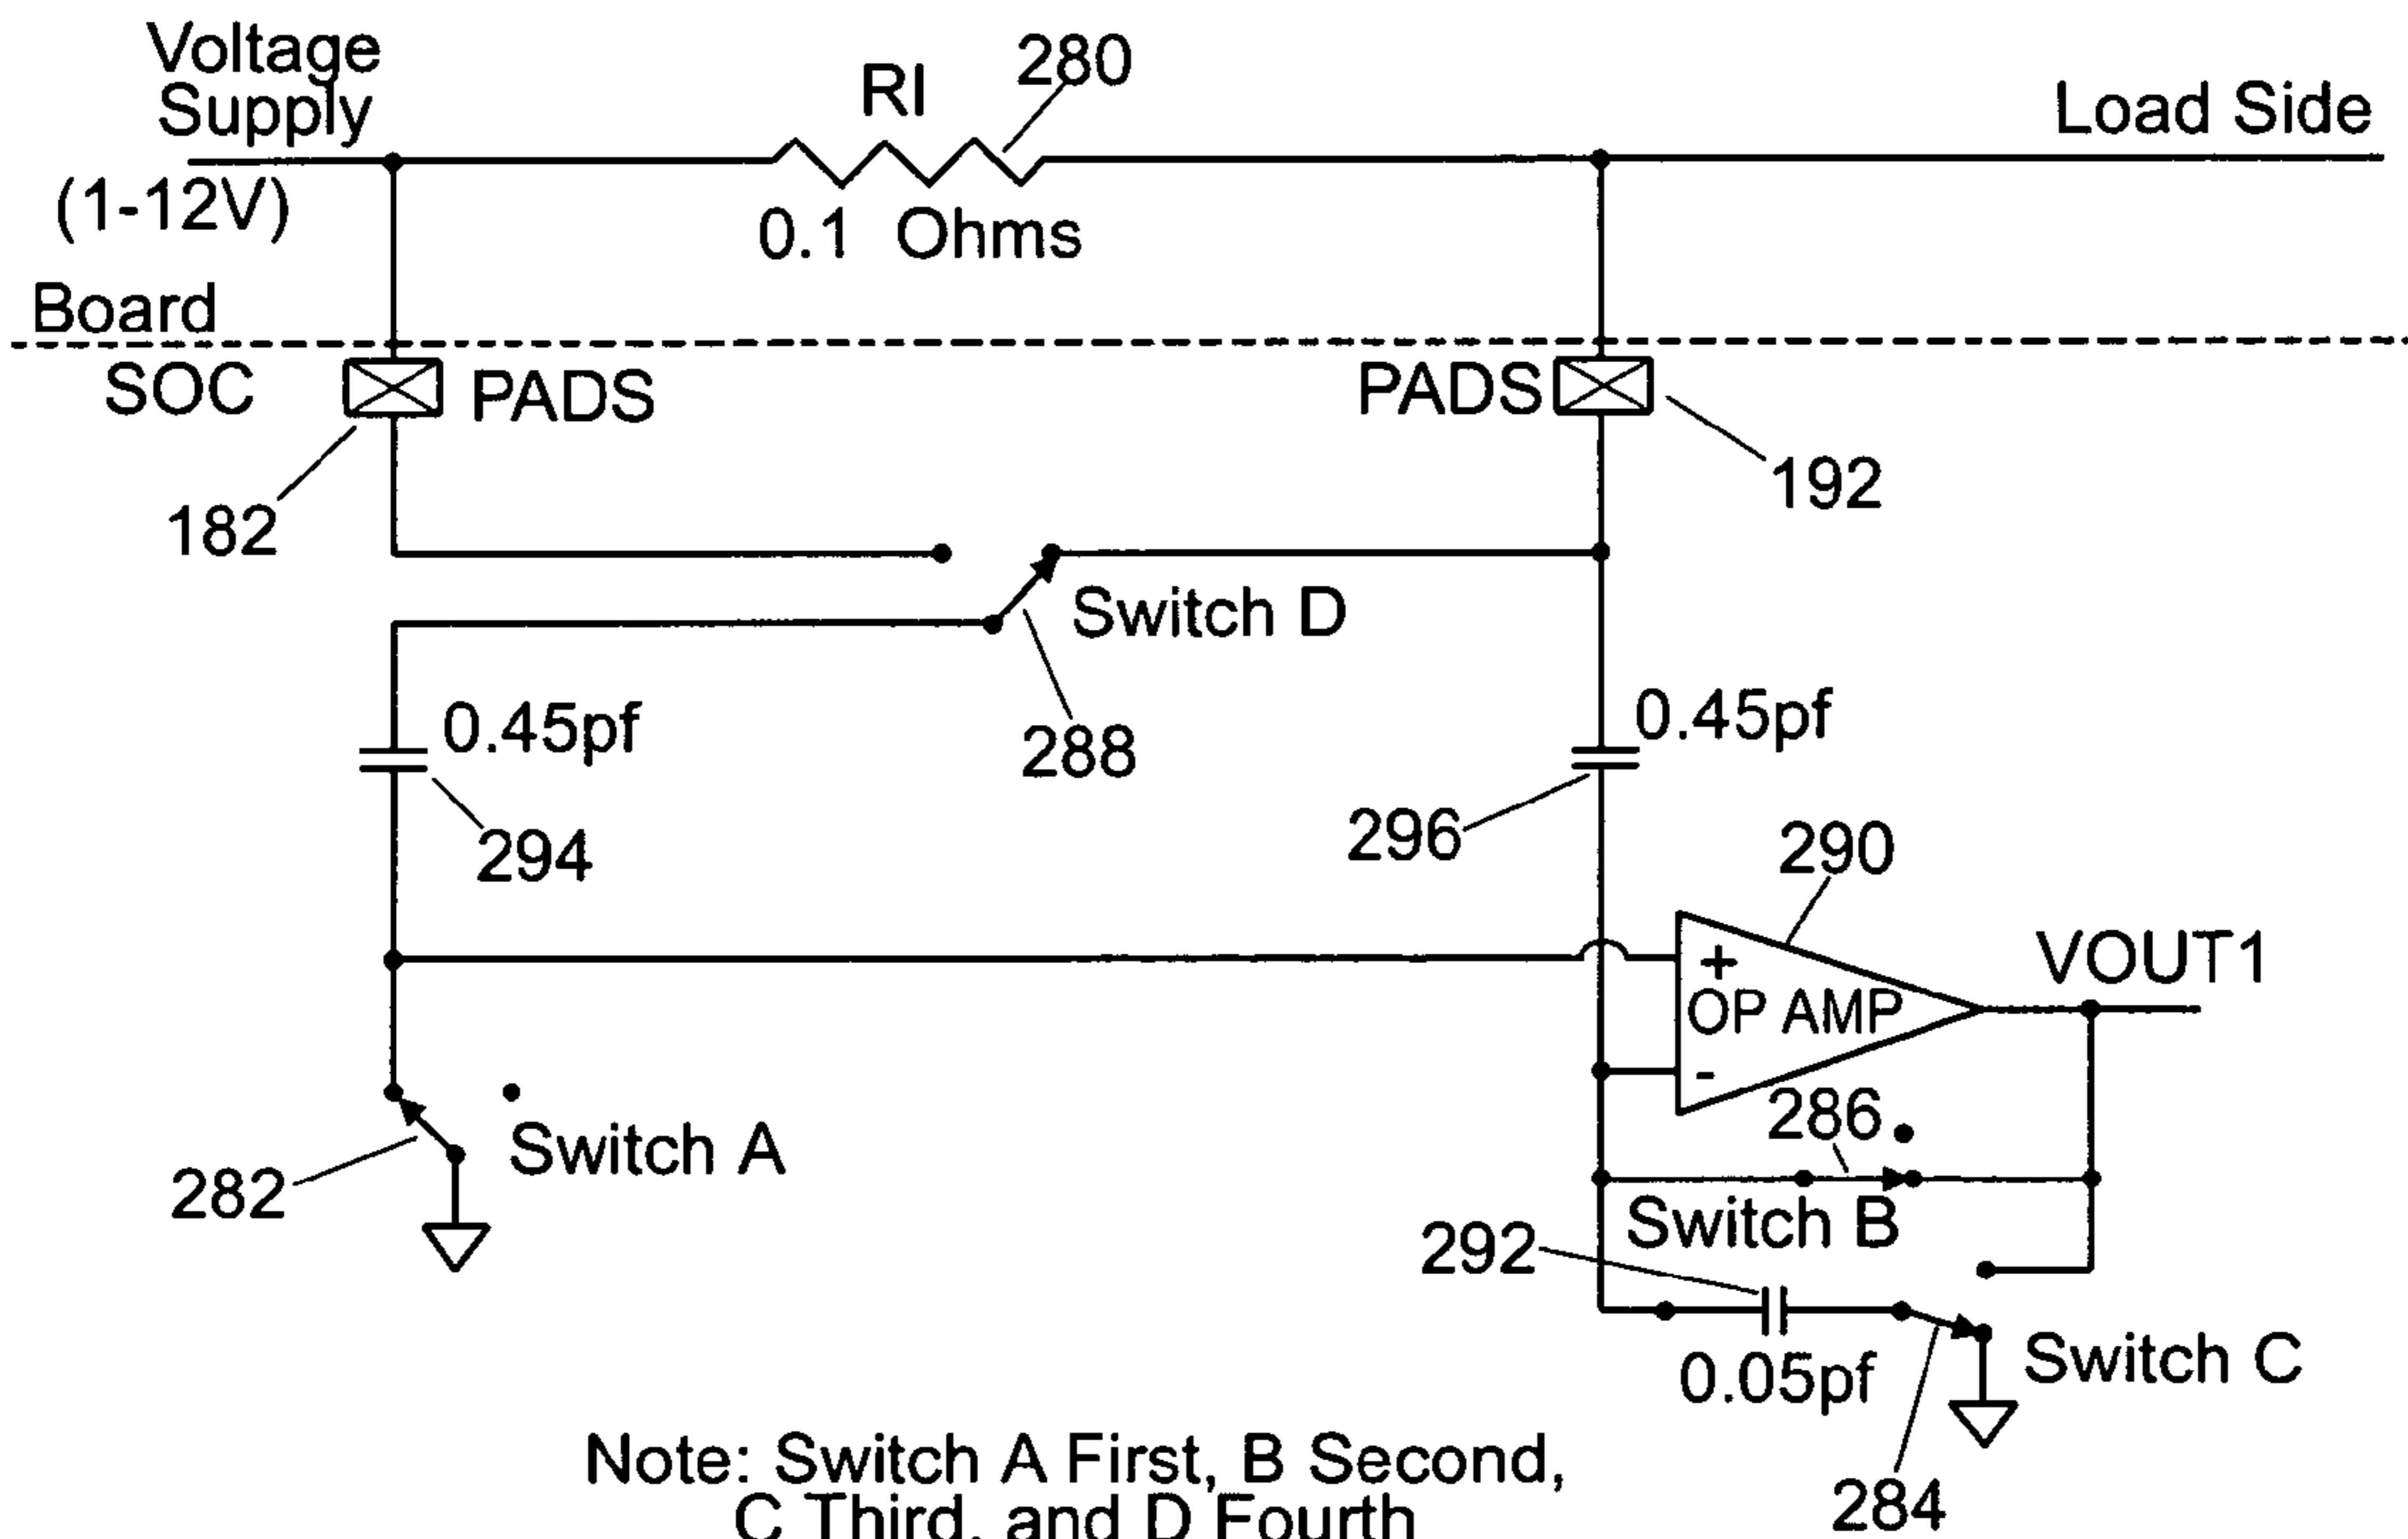 Voltage
Supply
(1-12V)
RI
280
0.1 Ohms
Load Side
Board
SOC
PADS
PADS
182
192
Switch D
288
0.45pf
294
0.45pf
296
290
+
OP AMP
-
VOUT1
282
Switch A
286
Switch B
292
0.05pf
Switch C
284
Note: Switch A First, B Second,
C Third, and D Fourth